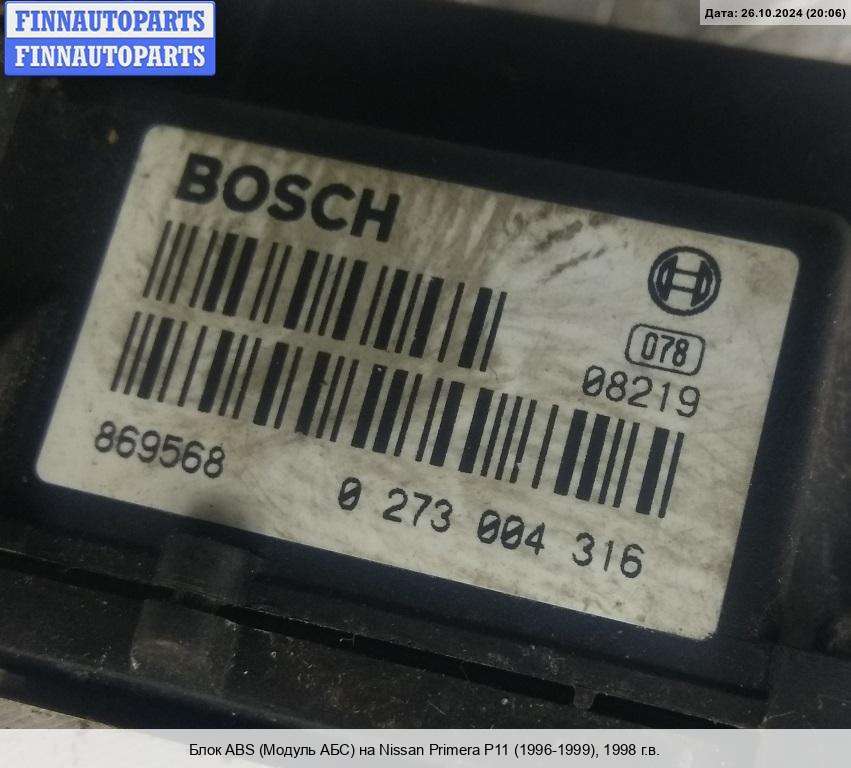 FINNAUTOPARTS
FINNAUTOPARTS
Дата: 26.10.2024 (20:06)
BOSCH
078
08219
869568
0 273 004 316
Блок ABS (Модуль АБС) на Nissan Primera P11 (1996-1999), 1998 г.в.